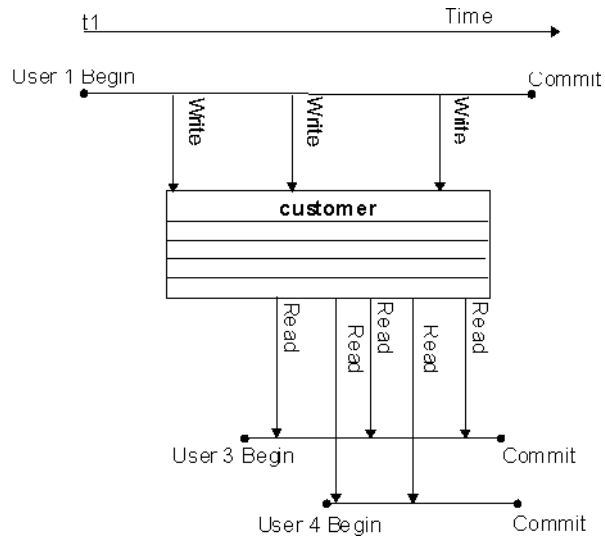 t1
Time
User 1 Begin
Commit
Write
Write
Write
customer
Read
Read
Read
Read
Read
User 3 Begin
Commit
User 4 Begin
Commit